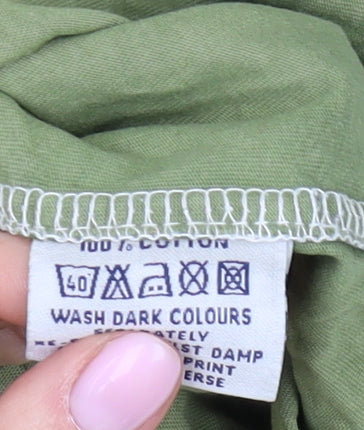 100% COTTON
40
WASH DARK COLOURS
SEPARATELY
DAMP
PRINT